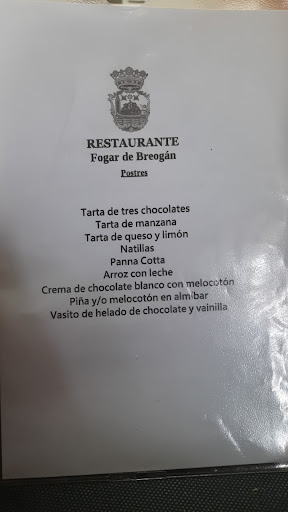 RESTAURANTE
Fogar de Breogán
Postres
Tarta de tres chocolates
Tarta de manzana
Tarta de queso y limón
Natillas
Panna Cotta
Arroz con leche
Crema de chocolate blanco con melocotón
Piña y/o melocotón en almíbar
Vasito de helado de chocolate y vainilla